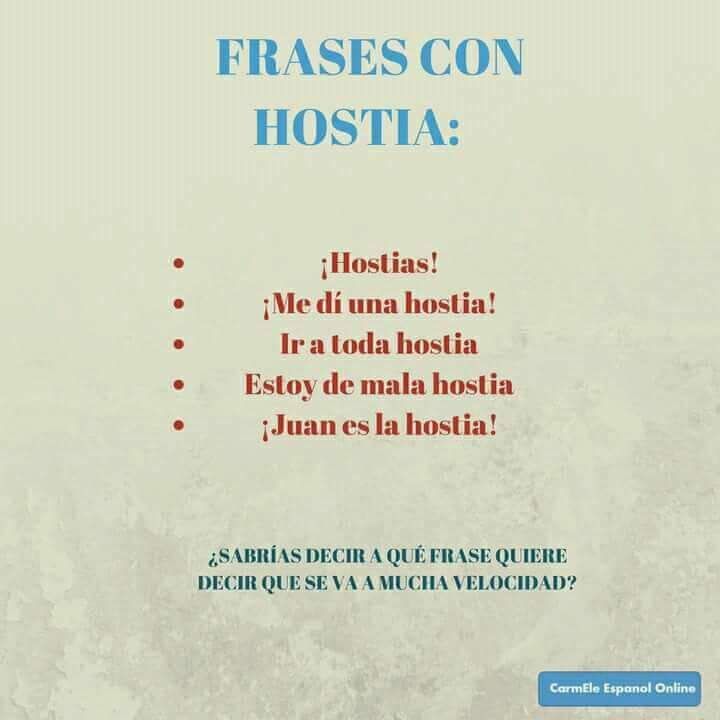 FRASES CON
HOSTIA:
• ¡Hostias!
• ¡Me dí una hostia!
• Ir a toda hostia
• Estoy de mala hostia
• ¡Juan es la hostia!
¿SABRÍAS DECIR A QUÉ FRASE QUIERE
DECIR QUE SE VA A MUCHA VELOCIDAD?
CarmEle Espanol Online